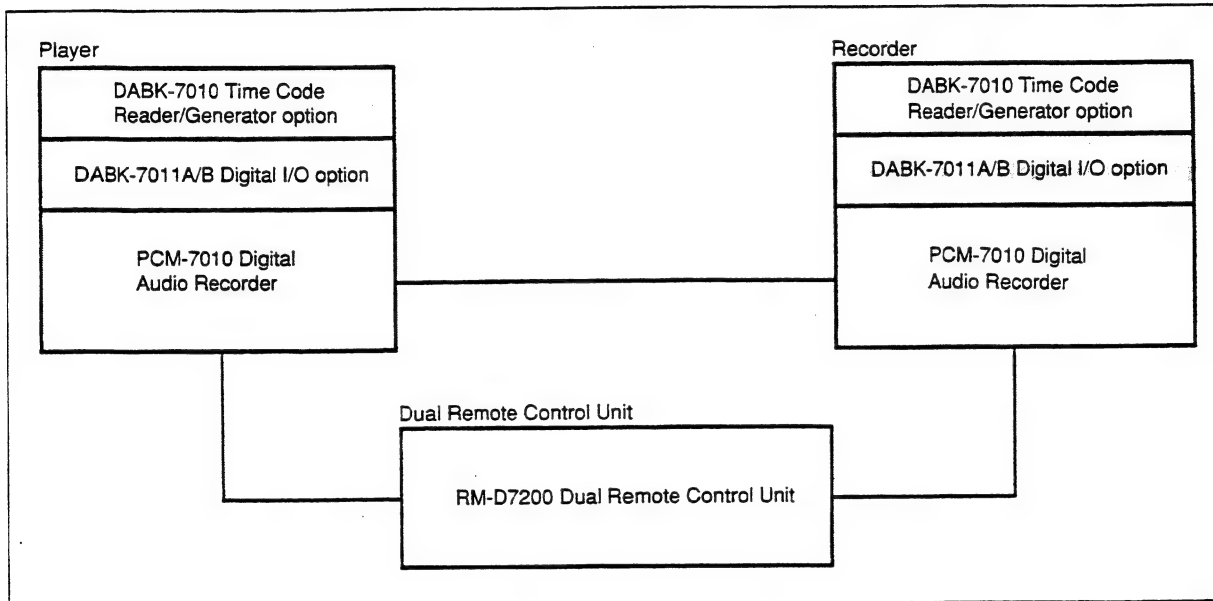 Player
DABK-7010 Time Code
Reader/Generator option
DABK-7011A/B Digital I/O option
PCM-7010 Digital
Audio Recorder
Recorder
DABK-7010 Time Code
Reader/Generator option
DABK-7011A/B Digital I/O option
PCM-7010 Digital
Audio Recorder
Dual Remote Control Unit
RM-D7200 Dual Remote Control Unit